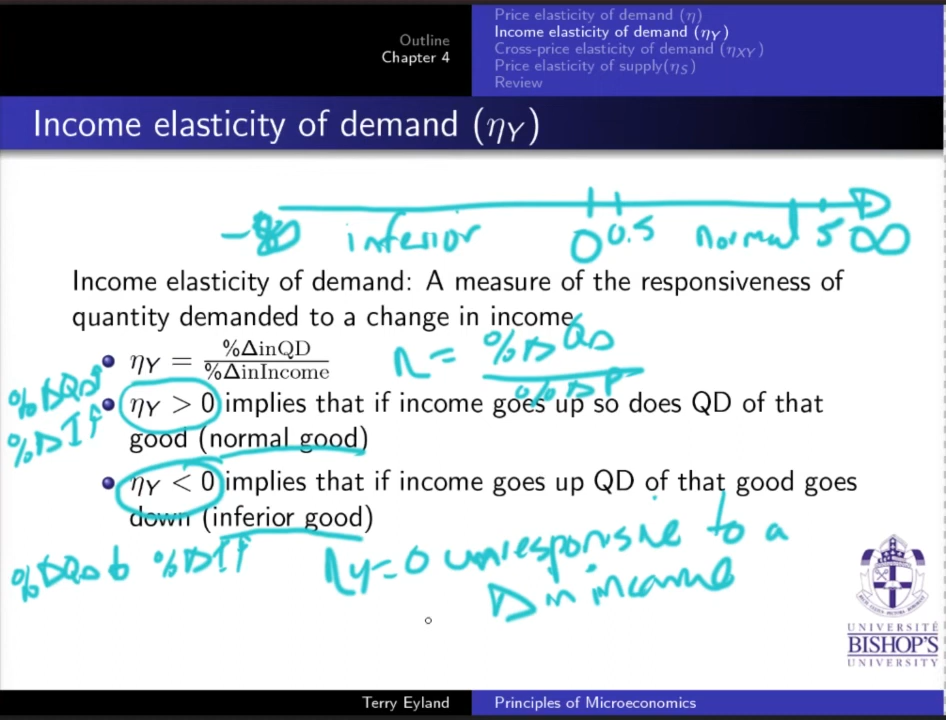 Outline
Chapter 4
Price elasticity of demand (η)
Income elasticity of demand (ηY)
Cross-price elasticity of demand (ηXY)
Price elasticity of supply(ηS)
Review
Income elasticity of demand (ηY)
-∞ inferior 0 0.5 normal 5 ∞
Income elasticity of demand: A measure of the responsiveness of
quantity demanded to a change in income.
ηY = %ΔinQD / %ΔinIncome
η = %ΔQD / %ΔP
%ΔQD↑
%ΔI↑
ηY > 0 implies that if income goes up so does QD of that
good (normal good)
ηY < 0 implies that if income goes up QD of that good goes
down (inferior good)
%ΔQD↓ %ΔI↑
ηy=0 unresponsive to a
Δ in income
UNIVERSITÉ
BISHOP'S
UNIVERSITY
Terry Eyland
Principles of Microeconomics